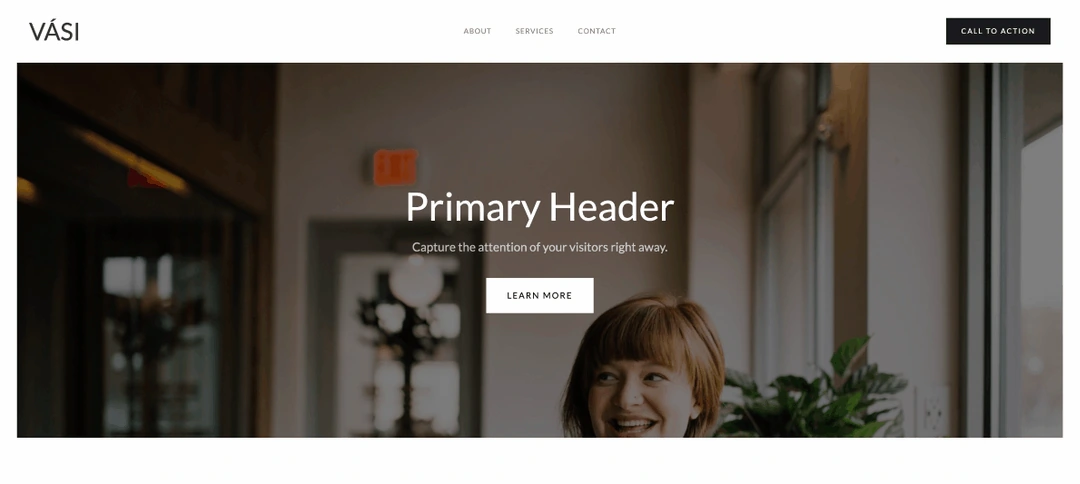 VÁSI
ABOUT SERVICES CONTACT
CALL TO ACTION
Primary Header
Capture the attention of your visitors right away.
LEARN MORE